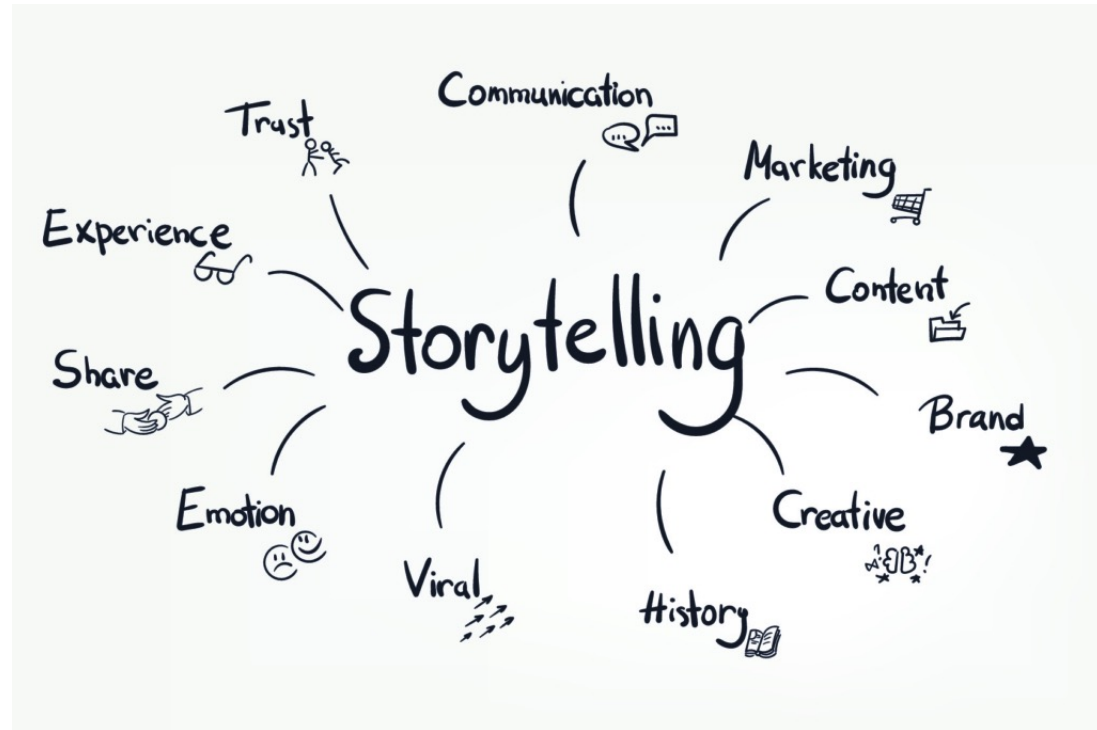 Communication
Trust
Marketing
Experience
Content
Storytelling
Share
Brand
Emotion
Creative
Viral
History